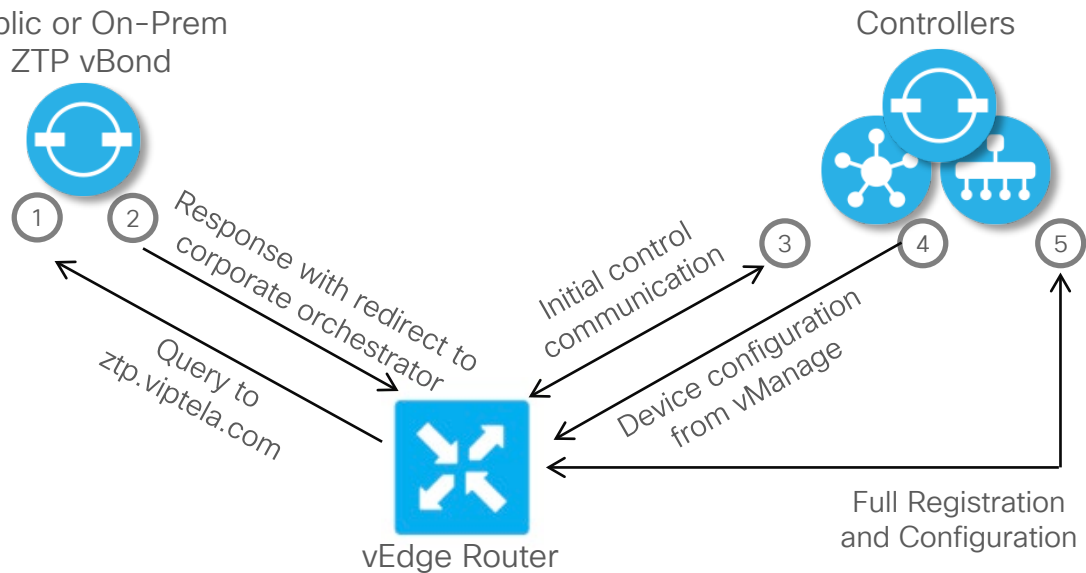 blic or On-Prem
ZTP vBond
Controllers
1
2
3
4
5
Response with redirect to
corporate orchestrator
Query to
ztp.viptela.com
Initial control
communication
Device configuration
from vManage
Full Registration
and Configuration
vEdge Router